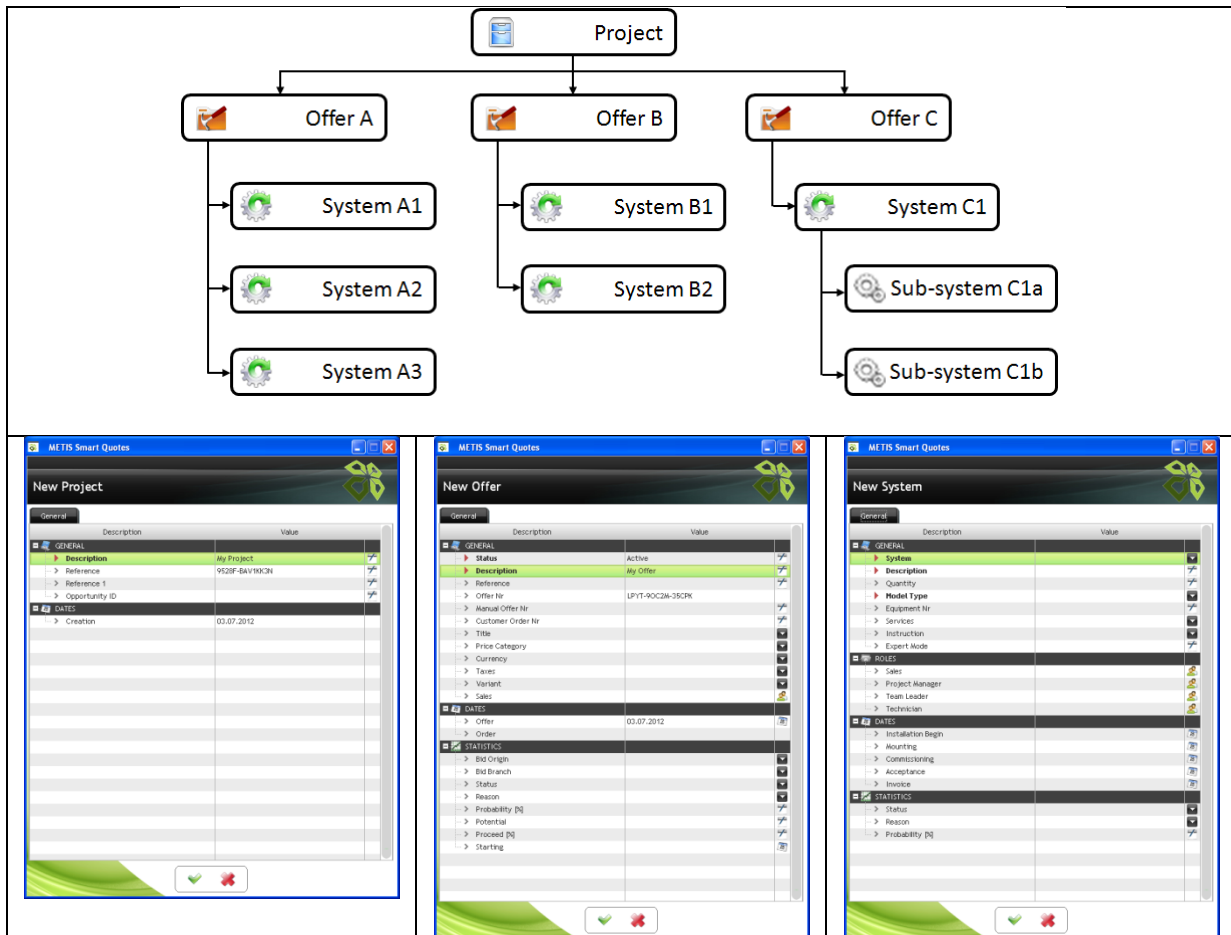 Project
Offer A
Offer B
Offer C
System A1
System B1
System C1
System A2
System B2
Sub-system C1a
System A3
Sub-system C1b
METIS Smart Quotes
New Project
General
Description Value
GENERAL
Description My Project
Reference 9528F-BAV1KK3N
Reference 1
Opportunity ID
DATES
Creation 03.07.2012
METIS Smart Quotes
New Offer
General
Description Value
GENERAL
Status Active
Description My Offer
Reference
Offer Nr LPYT-9OC2M-35CPK
Manual Offer Nr
Customer Order Nr
Title
Price Category
Currency
Taxes
Variant
Sales
DATES
Offer 03.07.2012
Order
STATISTICS
Bid Origin
Bid Branch
Status
Reason
Probability [%]
Potential
Proceed [%]
Starting
METIS Smart Quotes
New System
General
Description Value
GENERAL
System
Description
Quantity
Model Type
Equipment Nr
Services
Instruction
Expert Mode
ROLES
Sales
Project Manager
Team Leader
Technician
DATES
Installation Begin
Mounting
Commissioning
Acceptance
Invoice
STATISTICS
Status
Reason
Probability [%]